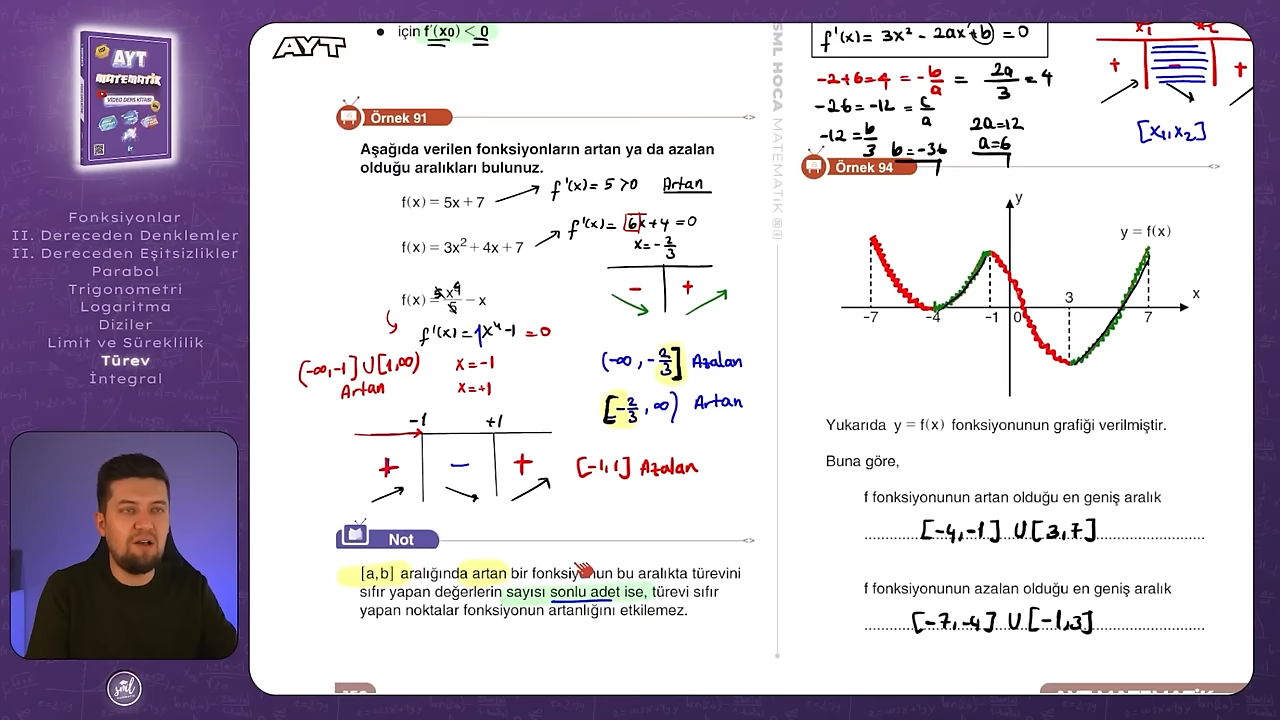 AYT
MATEMATİK
VİDEO DERS KİTABI
Fonksiyonlar
II. Dereceden Denklemler
II. Dereceden Eşitsizlikler
Parabol
Trigonometri
Logaritma
Diziler
Limit ve Süreklilik
Türev
İntegral
sml
AYT
• için f'(x0) < 0
Örnek 91
Aşağıda verilen fonksiyonların artan ya da azalan
olduğu aralıkları bulunuz.
f(x) = 5x + 7
f'(x) = 5 > 0 Artan
f(x) = 3x² + 4x + 7
f'(x) = 6x + 4 = 0
x = -2/3
- +
f(x) = 5x⁴/5 - x
f'(x) = 1x⁴ - 1 = 0
(-∞, -1] U [1, ∞)
Artan
x = -1
x = +1
(-∞, -2/3] Azalan
[-2/3, ∞) Artan
-1 +1
+ - +
[-1, 1] Azalan
Not
[a,b] aralığında artan bir fonksiyonun bu aralıkta türevini
sıfır yapan değerlerin sayısı sonlu adet ise, türevi sıfır
yapan noktalar fonksiyonun artanlığını etkilemez.
SML HOCA MATEMATİK
f'(x) = 3x² - 2ax + b = 0
-2 + 6 = 4 = -b/a = 2a/3 = 4
-2·6 = -12 = c/a
-12 = b/3
b = -36
2a = 12
a = 6
x1 x2
+ - +
[x1, x2]
Örnek 94
y
y = f(x)
x
-7 -4 -1 0 3 7
Yukarıda y = f(x) fonksiyonunun grafiği verilmiştir.
Buna göre,
f fonksiyonunun artan olduğu en geniş aralık
[-4, -1] U [3, 7]
f fonksiyonunun azalan olduğu en geniş aralık
[-7, -4] U [-1, 3]